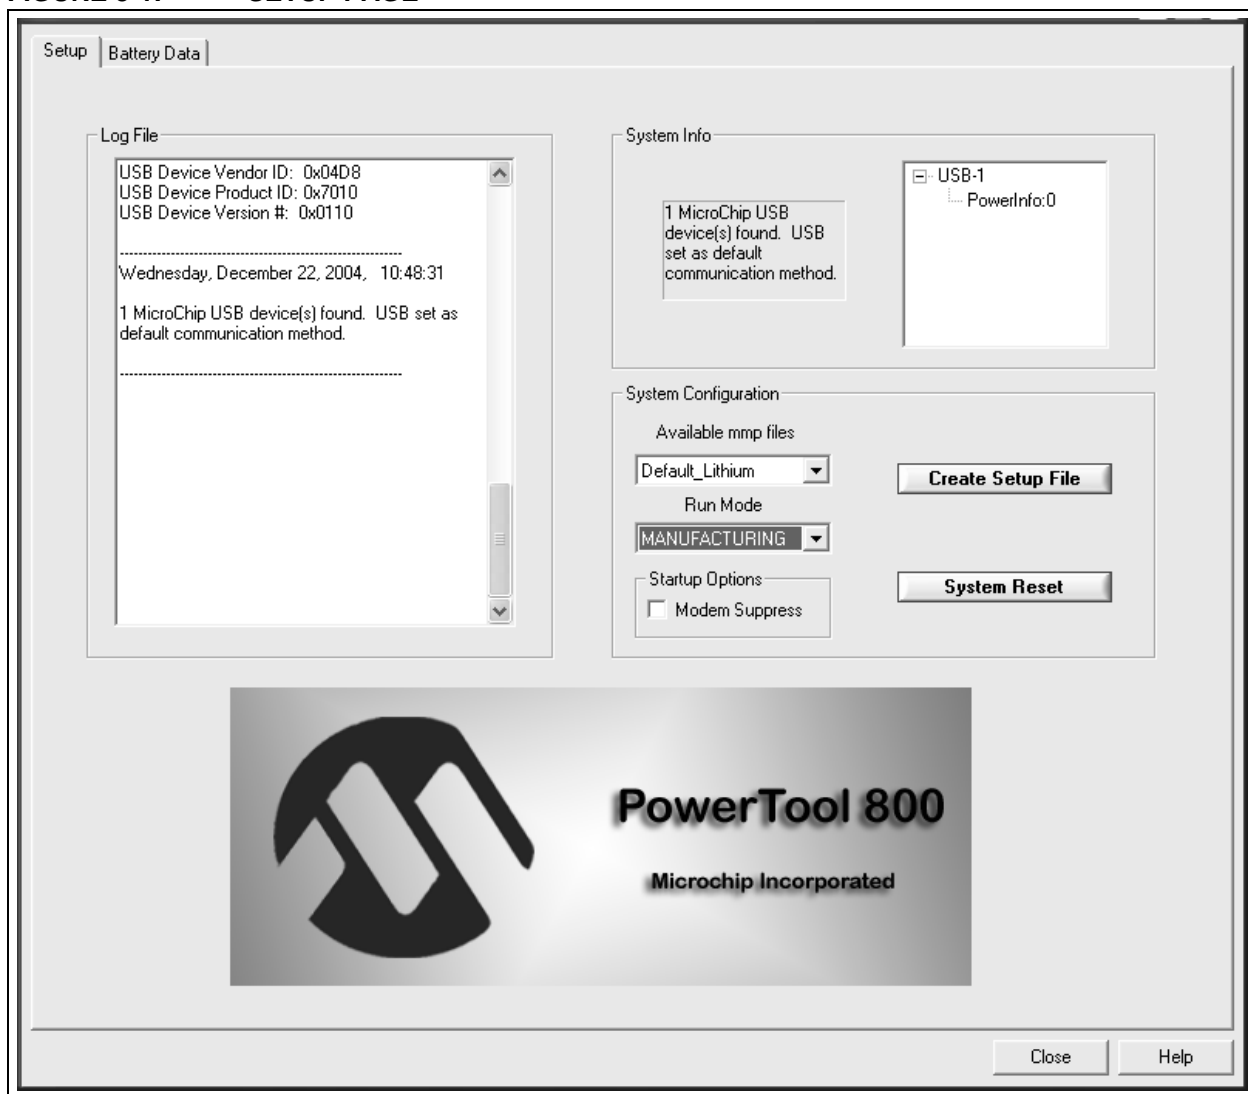 Setup
Battery Data
Log File
USB Device Vendor ID:  0x04D8
USB Device Product ID: 0x7010
USB Device Version #:  0x0110
----------------------------------------------------------
Wednesday, December 22, 2004,   10:48:31
1 MicroChip USB device(s) found.  USB set as
default communication method.
----------------------------------------------------------
System Info
1 MicroChip USB
device(s) found.  USB
set as default
communication method.
USB-1
PowerInfo:0
System Configuration
Available mmp files
Default_Lithium
Run Mode
MANUFACTURING
Startup Options
Modem Suppress
Create Setup File
System Reset
PowerTool 800
Microchip Incorporated
Close
Help